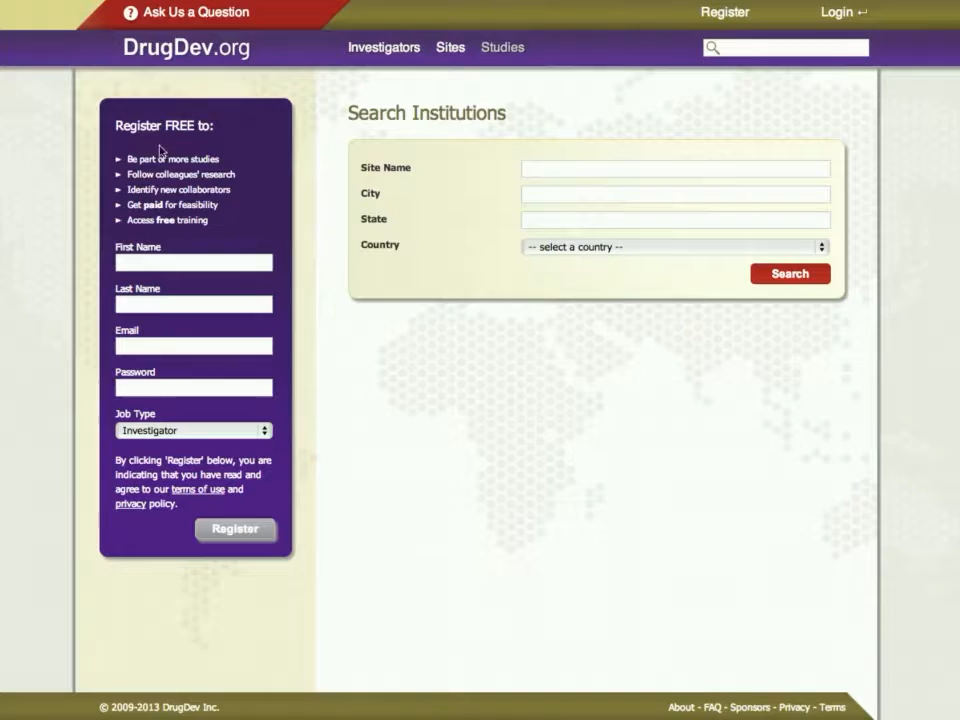 ? Ask Us a Question
Register
Login
DrugDev.org
Investigators
Sites
Studies
Register FREE to:
► Be part of more studies
► Follow colleagues' research
► Identify new collaborators
► Get paid for feasibility
► Access free training
First Name
Last Name
Email
Password
Job Type
Investigator
By clicking 'Register' below, you are
indicating that you have read and
agree to our terms of use and
privacy policy.
Register
Search Institutions
Site Name
City
State
Country
-- select a country --
Search
© 2009-2013 DrugDev Inc.
About - FAQ - Sponsors - Privacy - Terms